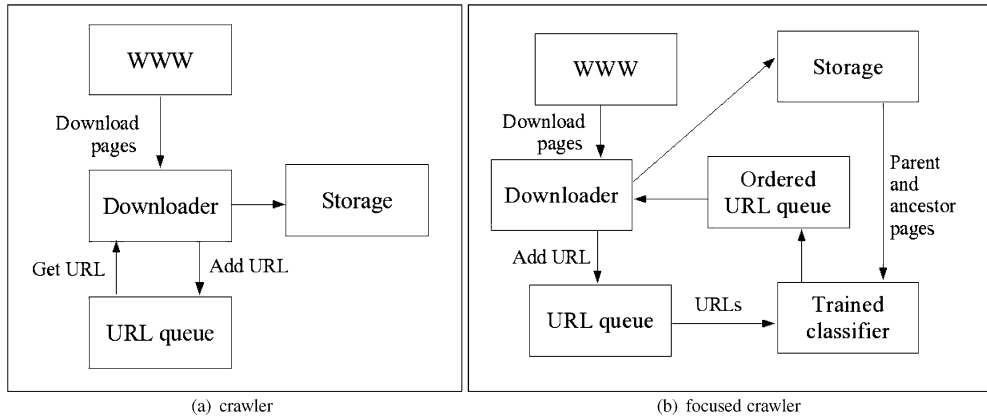 WWW
Download
pages
Downloader
Storage
Get URL
Add URL
URL queue
(a) crawler
WWW
Storage
Download
pages
Downloader
Ordered
URL queue
Parent
and
ancestor
pages
Add URL
URL queue
URLs
Trained
classifier
(b) focused crawler